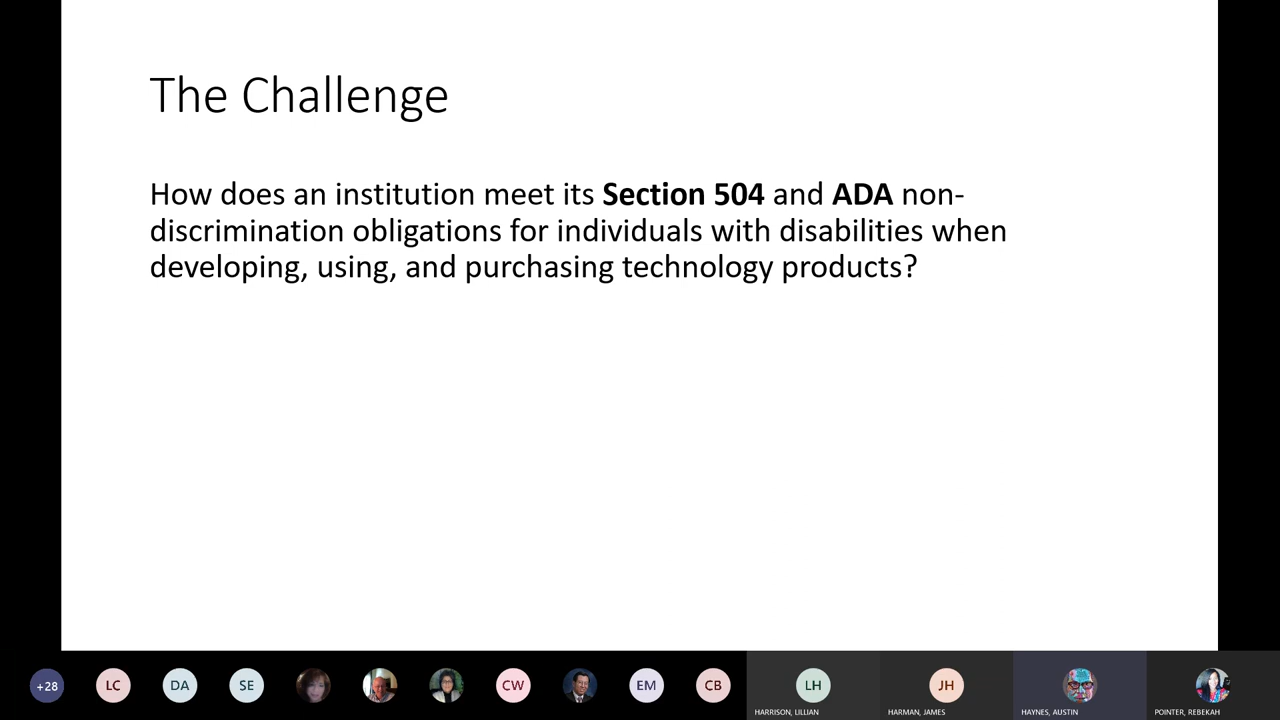 The Challenge
How does an institution meet its Section 504 and ADA non-
discrimination obligations for individuals with disabilities when
developing, using, and purchasing technology products?
+28
LC
DA
SE
CW
EM
CB
LH
JH
HARRISON, LILLIAN
HARMAN, JAMES
HAYNES, AUSTIN
POINTER, REBEKAH